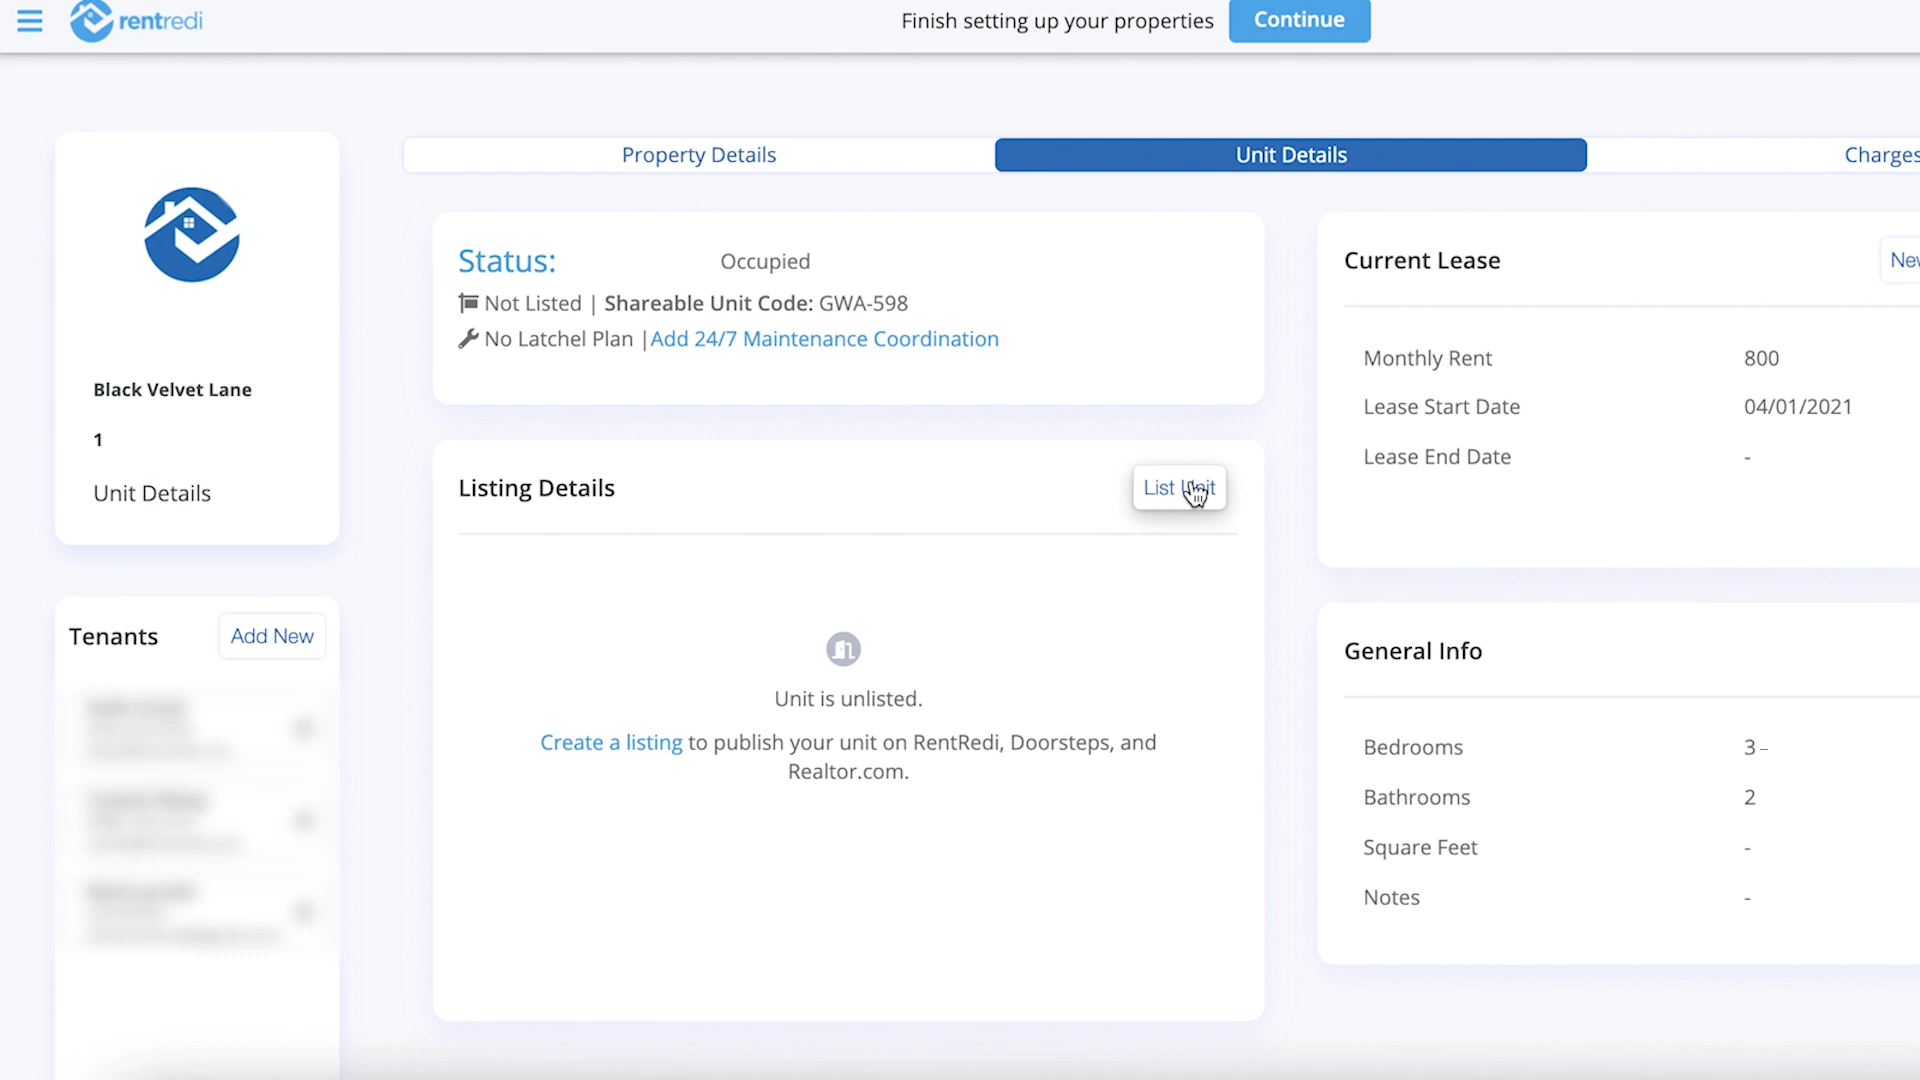 rentredi
Finish setting up your properties
Continue
Property Details
Unit Details
Charges
Black Velvet Lane
1
Unit Details
Tenants
Add New
Status:
Occupied
Not Listed | Shareable Unit Code: GWA-598
No Latchel Plan |Add 24/7 Maintenance Coordination
Listing Details
List Unit
Unit is unlisted.
Create a listing to publish your unit on RentRedi, Doorsteps, and
Realtor.com.
Current Lease
Monthly Rent 800
Lease Start Date 04/01/2021
Lease End Date -
General Info
Bedrooms 3 –
Bathrooms 2
Square Feet -
Notes -